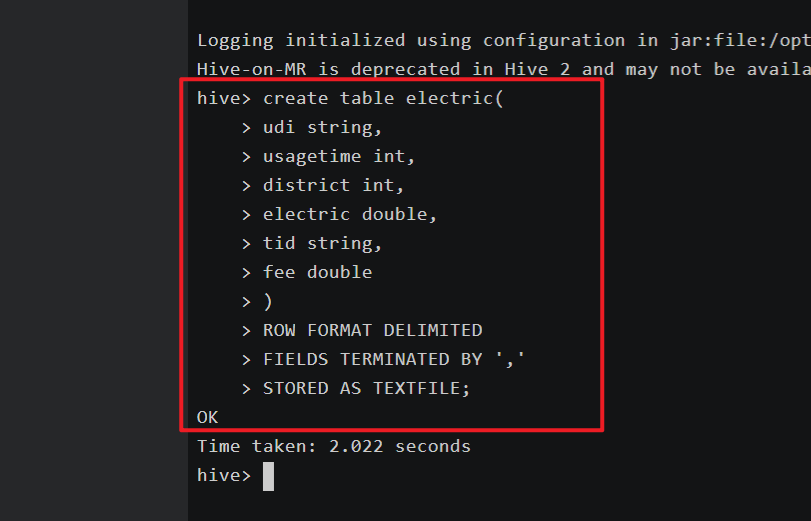 Logging initialized using configuration in jar:file:/opt
Hive-on-MR is deprecated in Hive 2 and may not be availa
hive> create table electric(
    > udi string,
    > usagetime int,
    > district int,
    > electric double,
    > tid string,
    > fee double
    > )
    > ROW FORMAT DELIMITED
    > FIELDS TERMINATED BY ','
    > STORED AS TEXTFILE;
OK
Time taken: 2.022 seconds
hive>